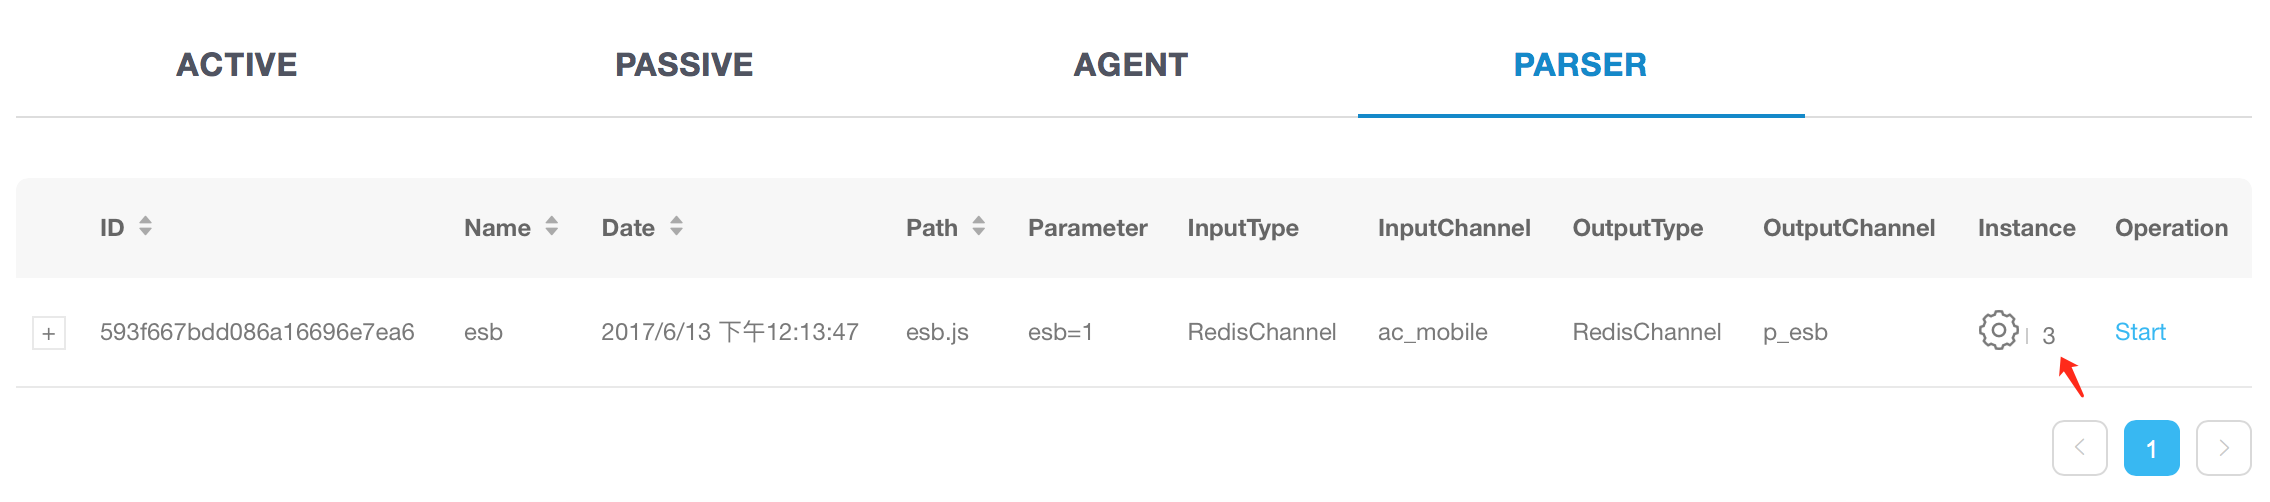 ACTIVE PASSIVE AGENT PARSER
ID Name Date Path Parameter InputType InputChannel OutputType OutputChannel Instance Operation
+ 593f667bdd086a16696e7ea6 esb 2017/6/13 下午12:13:47 esb.js esb=1 RedisChannel ac_mobile RedisChannel p_esb 3 Start
1